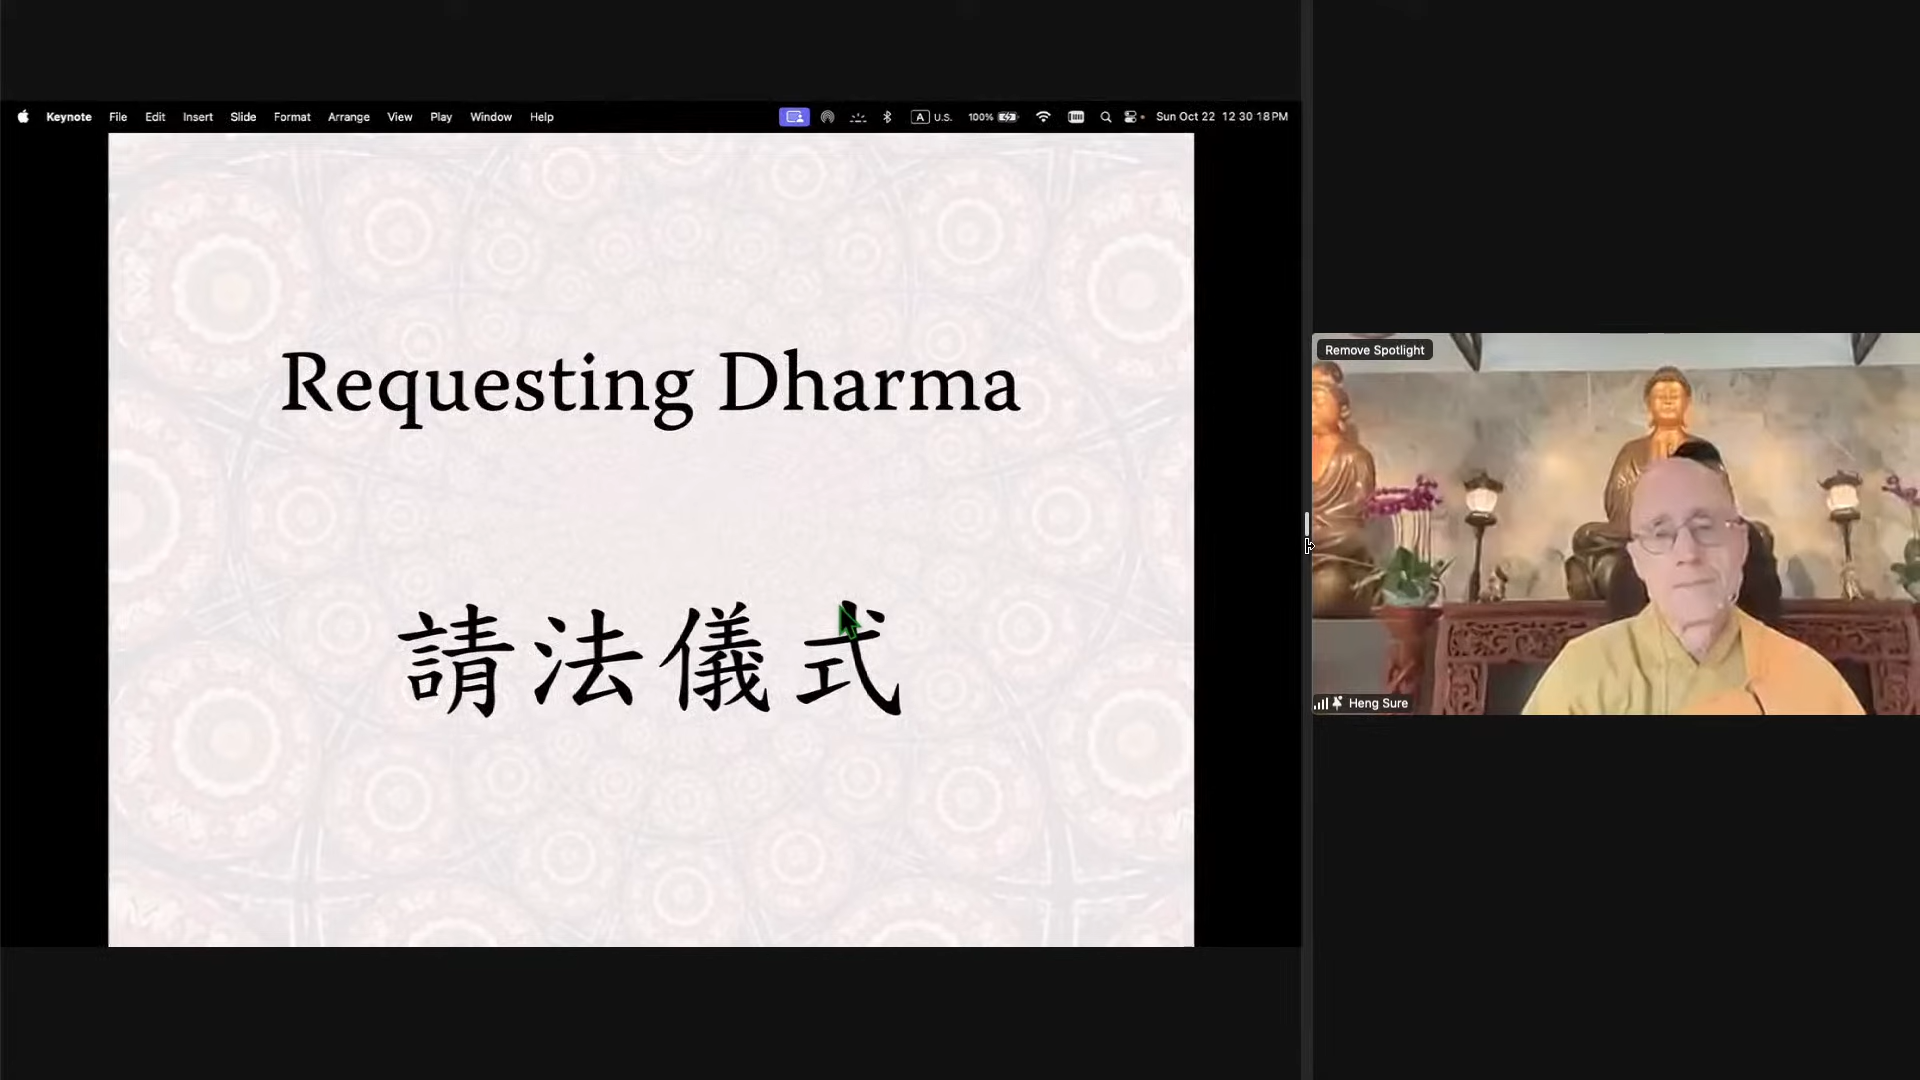 Keynote File Edit Insert Slide Format Arrange View Play Window Help A U.S. 100% Sun Oct 22 12 30 18 PM
Requesting Dharma
請法儀式
Remove Spotlight
Heng Sure